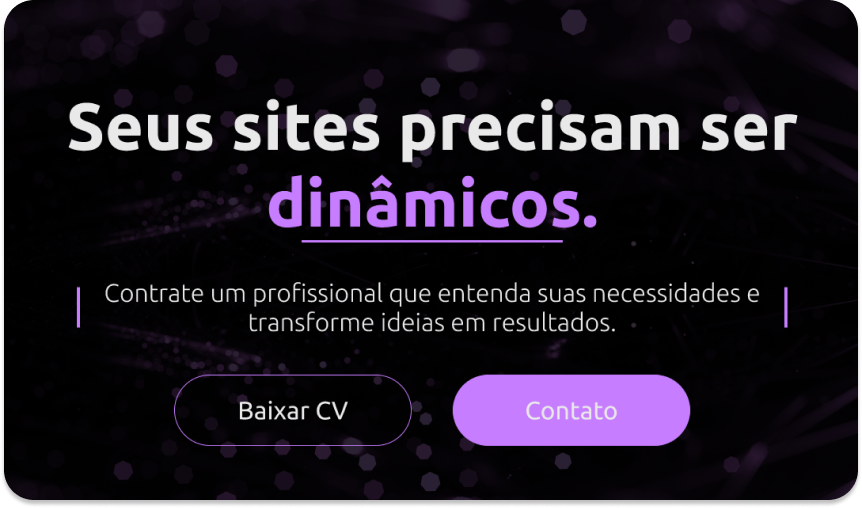 Seus sites precisam ser
dinâmicos.
Contrate um profissional que entenda suas necessidades e
transforme ideias em resultados.
Baixar CV
Contato